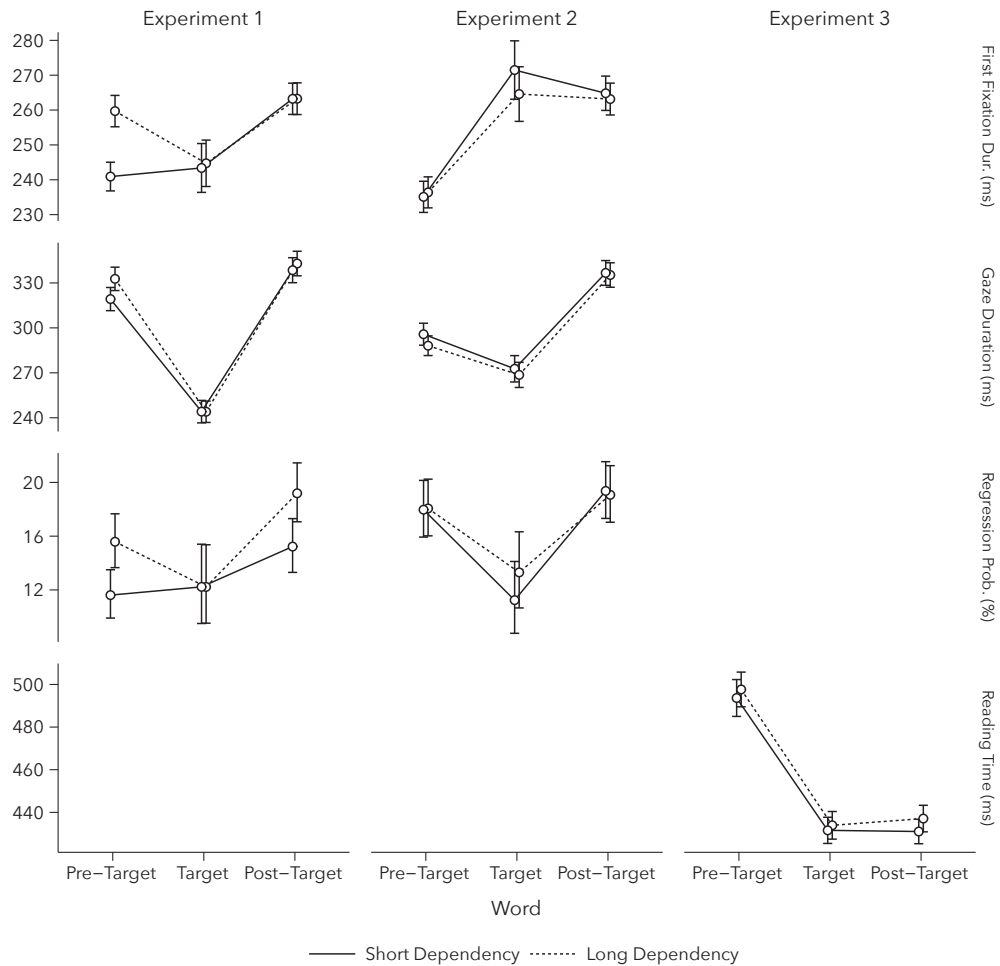 Experiment 1 Experiment 2 Experiment 3
280
270
260
250
240
230
First Fixation Dur. (ms)
330
300
270
240
Gaze Duration (ms)
20
16
12
Regression Prob. (%)
500
480
460
440
Reading Time (ms)
Pre−Target Target Post−Target Pre−Target Target Post−Target Pre−Target Target Post−Target
Word
Short Dependency Long Dependency